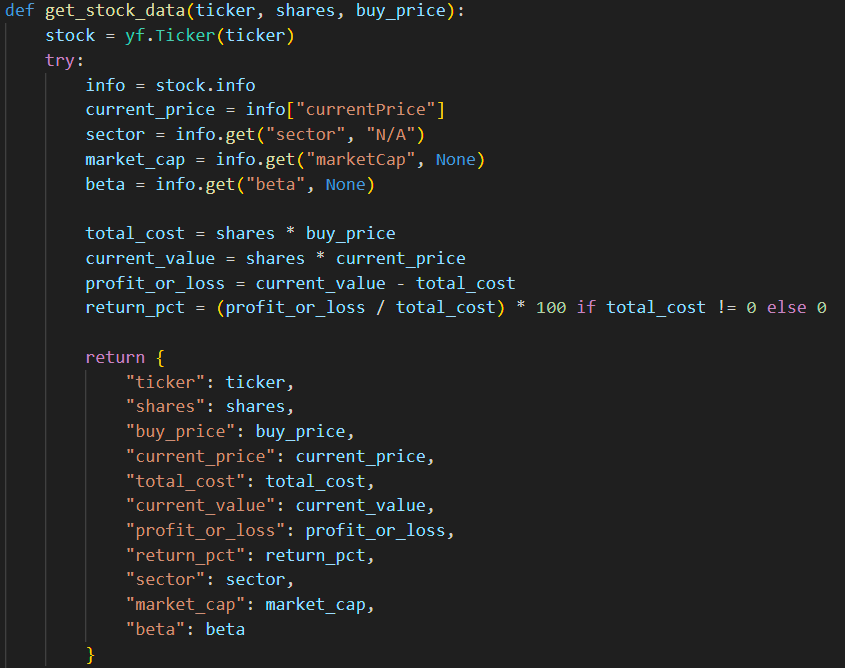 def get_stock_data(ticker, shares, buy_price):
    stock = yf.Ticker(ticker)
    try:
        info = stock.info
        current_price = info["currentPrice"]
        sector = info.get("sector", "N/A")
        market_cap = info.get("marketCap", None)
        beta = info.get("beta", None)

        total_cost = shares * buy_price
        current_value = shares * current_price
        profit_or_loss = current_value - total_cost
        return_pct = (profit_or_loss / total_cost) * 100 if total_cost != 0 else 0

        return {
            "ticker": ticker,
            "shares": shares,
            "buy_price": buy_price,
            "current_price": current_price,
            "total_cost": total_cost,
            "current_value": current_value,
            "profit_or_loss": profit_or_loss,
            "return_pct": return_pct,
            "sector": sector,
            "market_cap": market_cap,
            "beta": beta
        }